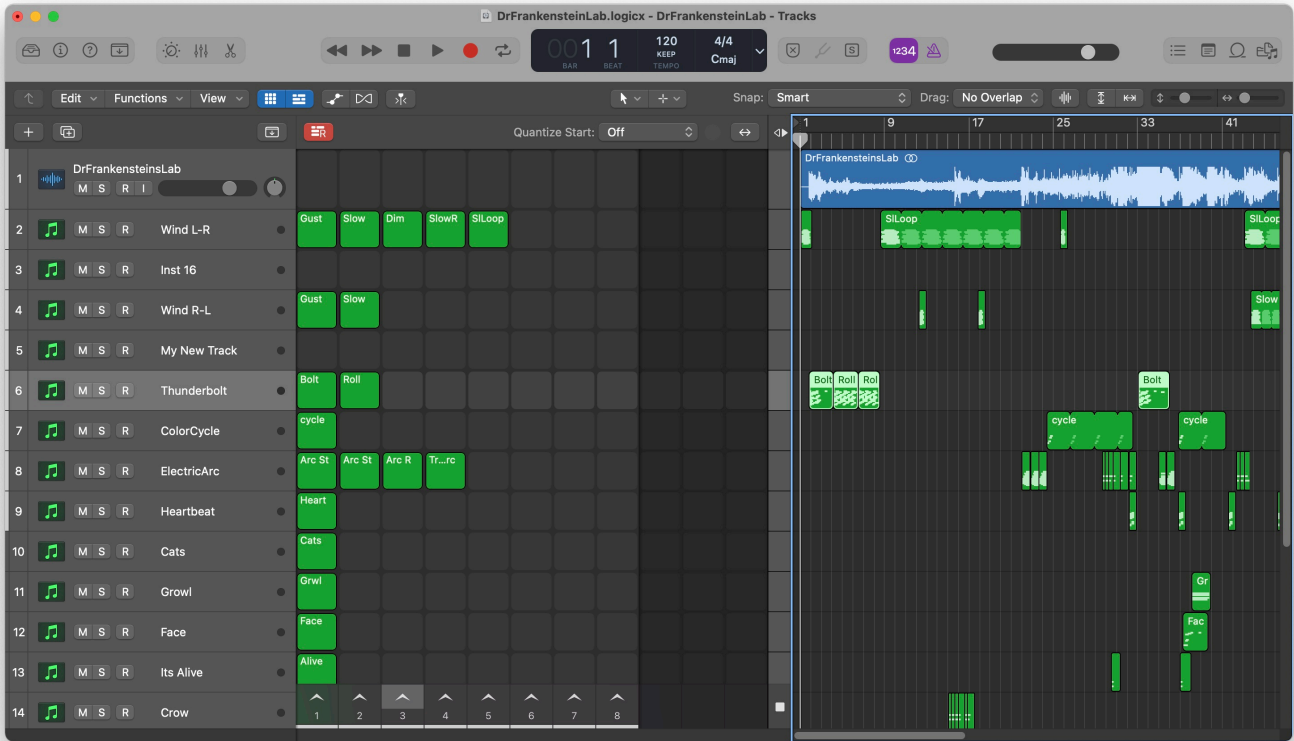 DrFrankensteinLab.logicx - DrFrankensteinLab - Tracks
001 1 120 4/4
KEEP Cmaj
BAR BEAT TEMPO
S 1234
Edit Functions View Snap: Smart Drag: No Overlap
Quantize Start: Off
1 9 17 25 33 41
1 DrFrankensteinsLab
M S R I
DrFrankensteinsLab
2 M S R Wind L-R Gust Slow Dim SlowR SlLoop SlLoop SlLoop
3 M S R Inst 16
4 M S R Wind R-L Gust Slow Slow
5 M S R My New Track
6 M S R Thunderbolt Bolt Roll Bolt Roll Rol Bolt
7 M S R ColorCycle cycle cycle cycle
8 M S R ElectricArc Arc St Arc St Arc R Tr...rc
9 M S R Heartbeat Heart
10 M S R Cats Cats
11 M S R Growl Grwl Gr
12 M S R Face Face Fac
13 M S R Its Alive Alive
14 M S R Crow 1 2 3 4 5 6 7 8